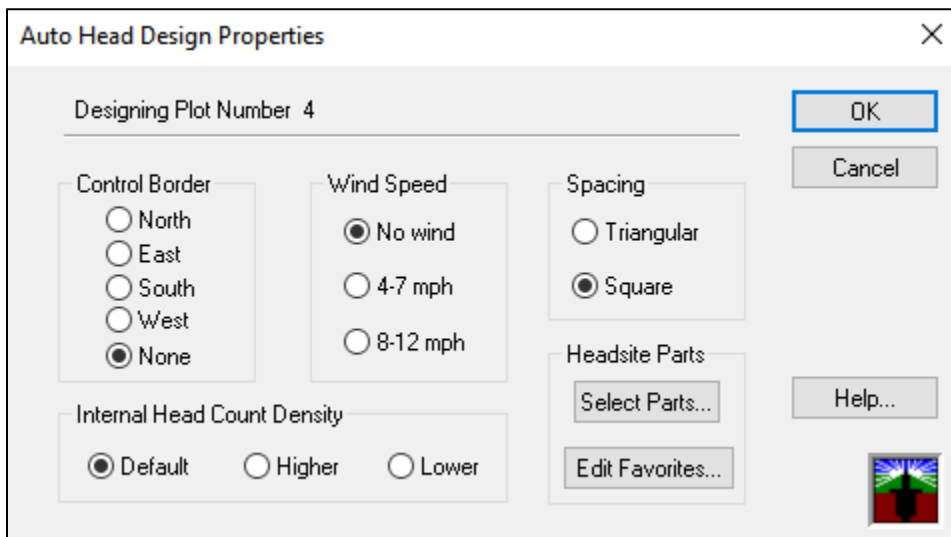 Auto Head Design Properties
Designing Plot Number 4
OK
Cancel
Control Border
North
East
South
West
None
Wind Speed
No wind
4-7 mph
8-12 mph
Spacing
Triangular
Square
Headsite Parts
Select Parts...
Edit Favorites...
Help...
Internal Head Count Density
Default Higher Lower